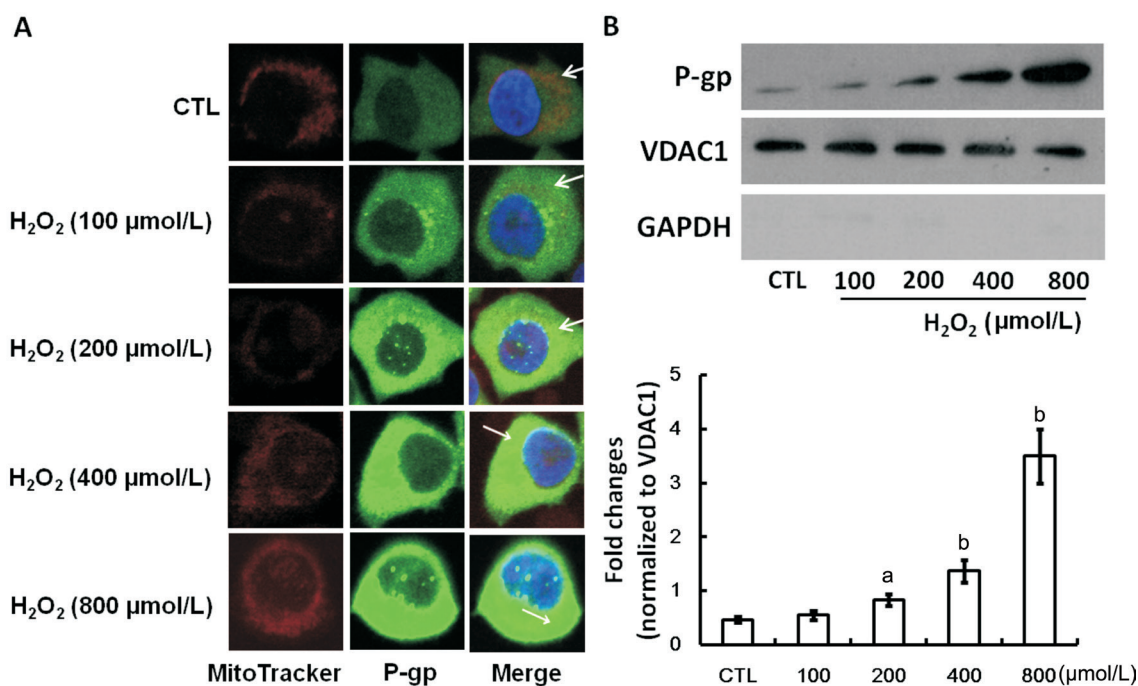 A
CTL
H₂O₂ (100 µmol/L)
H₂O₂ (200 µmol/L)
H₂O₂ (400 µmol/L)
H₂O₂ (800 µmol/L)
MitoTracker P-gp Merge
B
P-gp
VDAC1
GAPDH
CTL 100 200 400 800
H₂O₂ (µmol/L)
Fold changes
(normalized to VDAC1)
5
4
3
2
1
0
a
b
b
CTL 100 200 400 800 (µmol/L)